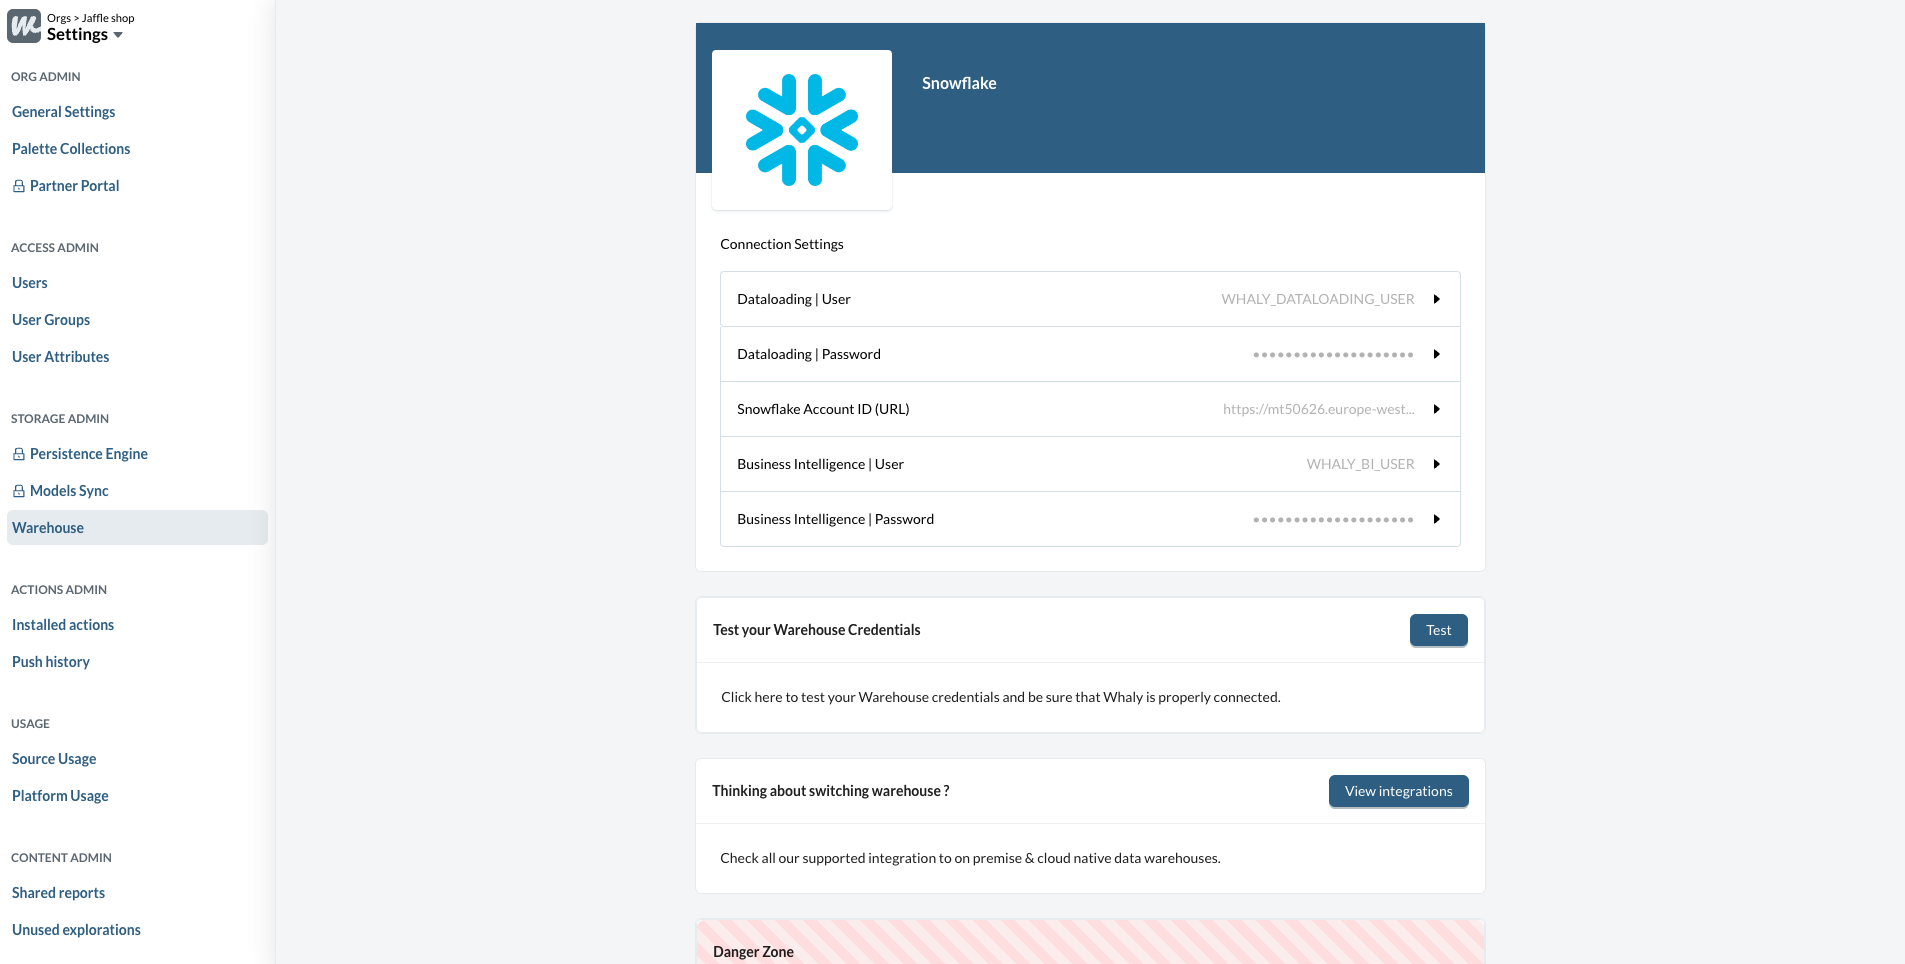 Orgs > Jaffle shop
Settings
ORG ADMIN
General Settings
Palette Collections
Partner Portal
ACCESS ADMIN
Users
User Groups
User Attributes
STORAGE ADMIN
Persistence Engine
Models Sync
Warehouse
ACTIONS ADMIN
Installed actions
Push history
USAGE
Source Usage
Platform Usage
CONTENT ADMIN
Shared reports
Unused explorations
Snowflake
Connection Settings
Dataloading | User WHALY_DATALOADING_USER
Dataloading | Password ••••••••••••••••••••
Snowflake Account ID (URL) https://mt50626.europe-west...
Business Intelligence | User WHALY_BI_USER
Business Intelligence | Password ••••••••••••••••••••
Test your Warehouse Credentials Test
Click here to test your Warehouse credentials and be sure that Whaly is properly connected.
Thinking about switching warehouse ? View integrations
Check all our supported integration to on premise & cloud native data warehouses.
Danger Zone